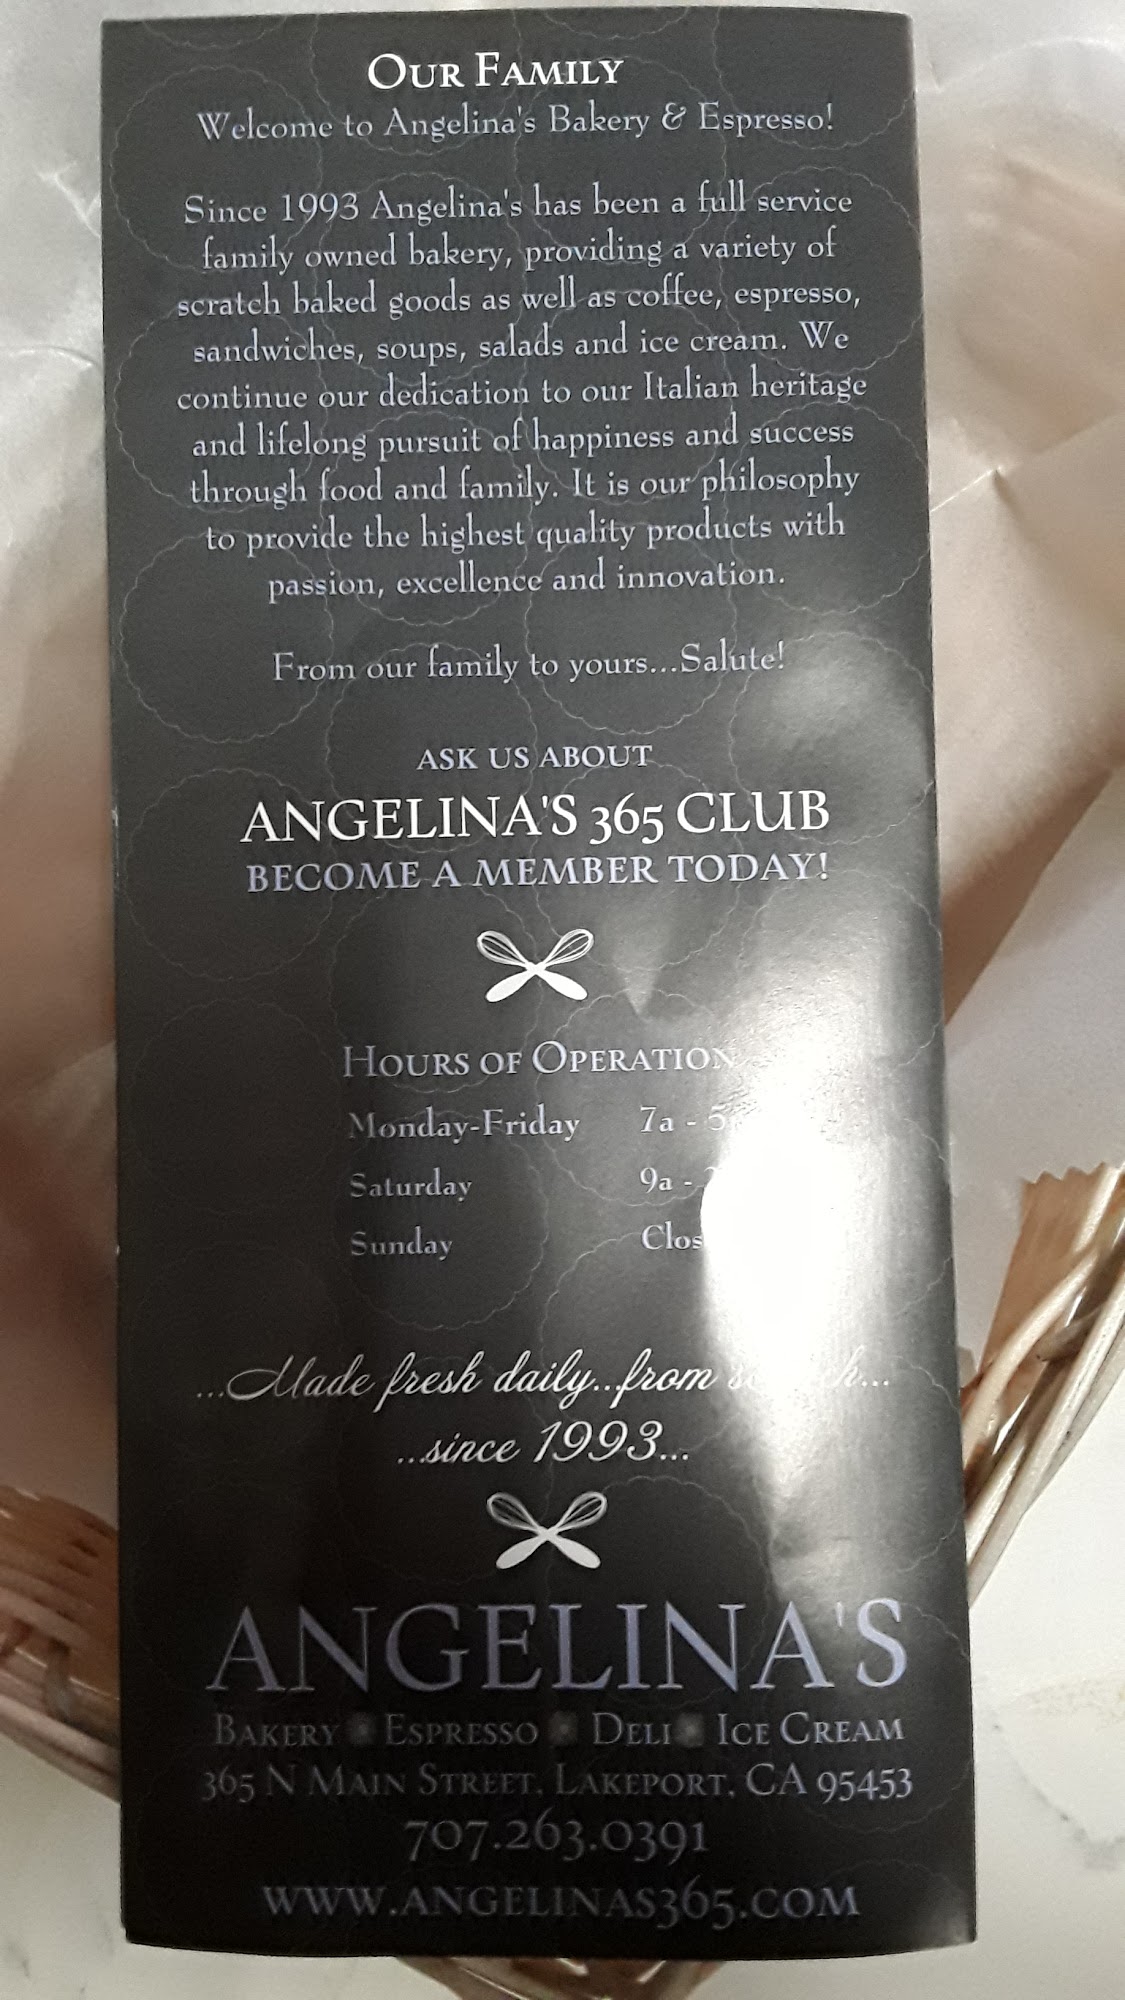 OUR FAMILY
Welcome to Angelina's Bakery & Espresso!
Since 1993 Angelina's has been a full service
family owned bakery, providing a variety of
scratch baked goods as well as coffee, espresso,
sandwiches, soups, salads and ice cream. We
continue our dedication to our Italian heritage
and lifelong pursuit of happiness and success
through food and family. It is our philosophy
to provide the highest quality products with
passion, excellence and innovation.
From our family to yours...Salute!
ASK US ABOUT
ANGELINA'S 365 CLUB
BECOME A MEMBER TODAY!
HOURS OF OPERATION
Monday-Friday 7a - 5
Saturday 9a -
Sunday
...Made fresh daily...from
...since 1993...
ANGELINA'S
BAKERY ESPRESSO DELI ICE CREAM
365 N MAIN STREET, LAKEPORT, CA 95453
707.263.0391
WWW.ANGELINAS365.COM